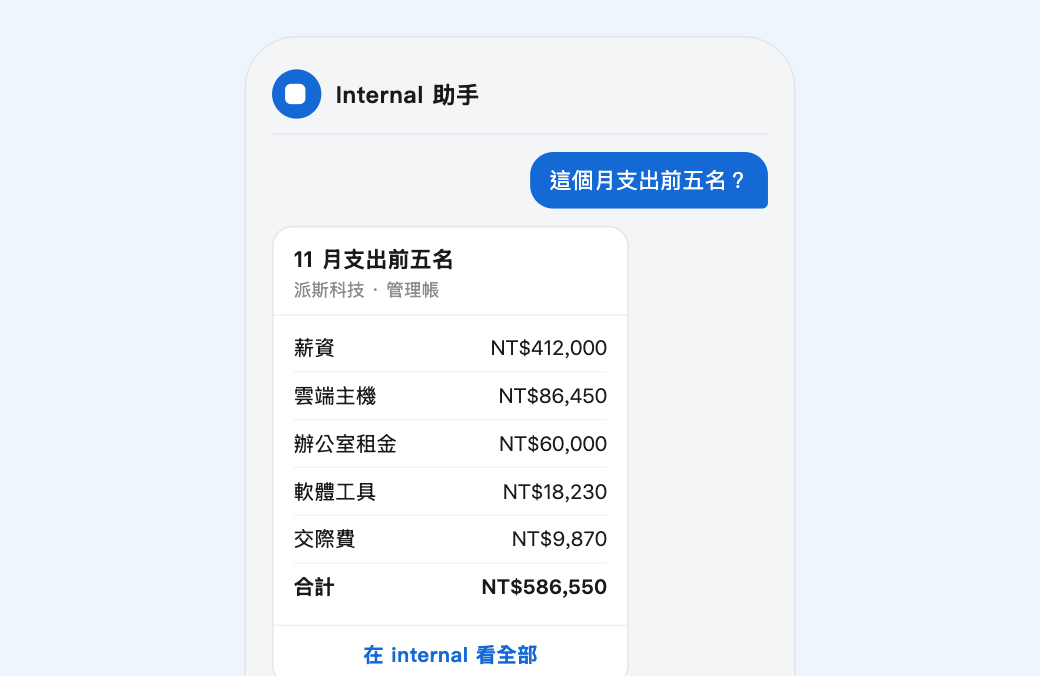 Internal 助手
這個月支出前五名？
11 月支出前五名
派斯科技 · 管理帳
薪資 NT$412,000
雲端主機 NT$86,450
辦公室租金 NT$60,000
軟體工具 NT$18,230
交際費 NT$9,870
合計 NT$586,550
在 internal 看全部